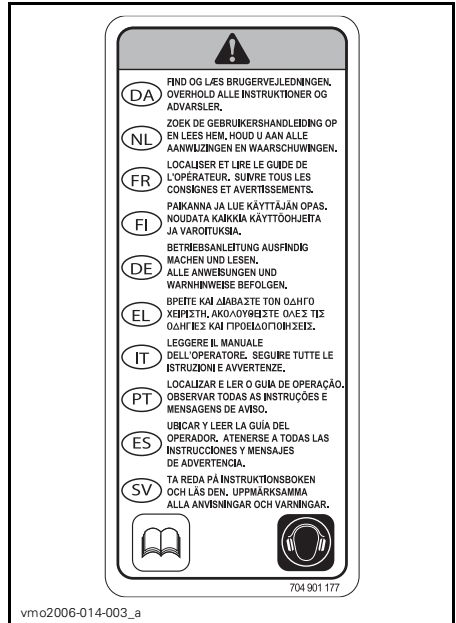 DA
FIND OG LÆS BRUGERVEJLEDNINGEN.
OVERHOLD ALLE INSTRUKTIONER OG
ADVARSLER.
NL
ZOEK DE GEBRUIKERSHANDLEIDING OP
EN LEES HEM. HOUD U AAN ALLE
AANWIJZINGEN EN WAARSCHUWINGEN.
FR
LOCALISER ET LIRE LE GUIDE DE
L'OPÉRATEUR. SUIVRE TOUS LES
CONSIGNES ET AVERTISSEMENTS.
FI
PAIKANNA JA LUE KÄYTTÄJÄN OPAS.
NOUDATA KAIKKIA KÄYTTÖOHJEITA
JA VAROITUKSIA.
DE
BETRIEBSANLEITUNG AUSFINDIG
MACHEN UND LESEN.
ALLE ANWEISUNGEN UND
WARNHINWEISE BEFOLGEN.
EL
ΒΡΕΙΤΕ ΚΑΙ ΔΙΑΒΑΣΤΕ ΤΟΝ ΟΔΗΓΟ
ΧΕΙΡΙΣΤΗ. ΑΚΟΛΟΥΘΕΙΣΤΕ ΟΛΕΣ ΤΙΣ
ΟΔΗΓΙΕΣ ΚΑΙ ΠΡΟΕΙΔΟΠΟΙΗΣΕΙΣ.
IT
LEGGERE IL MANUALE
DELL'OPERATORE. SEGUIRE TUTTE LE
ISTRUZIONI E AVVERTENZE.
PT
LOCALIZAR E LER O GUIA DE OPERAÇÃO.
OBSERVAR TODAS AS INSTRUÇÕES E
MENSAGENS DE AVISO.
ES
UBICAR Y LEER LA GUÍA DEL
OPERADOR. ATENERSE A TODAS LAS
INSTRUCCIONES Y MENSAJES
DE ADVERTENCIA.
SV
TA REDA PÅ INSTRUKTIONSBOKEN
OCH LÄS DEN. UPPMÄRKSAMMA
ALLA ANVISNINGAR OCH VARNINGAR.
704 901 177
vmo2006-014-003_a